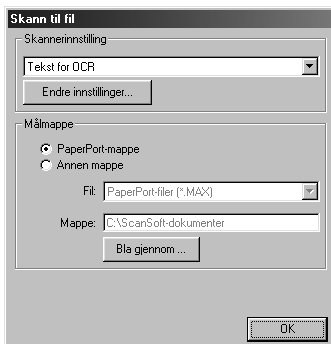 Skann til fil
Skannerinnstilling
Tekst for OCR
Endre innstillinger...
Målmappe
PaperPort-mappe
Annen mappe
Fil: PaperPort-filer (*.MAX)
Mappe: C:\ScanSoft-dokumenter
Bla gjennom ...
OK